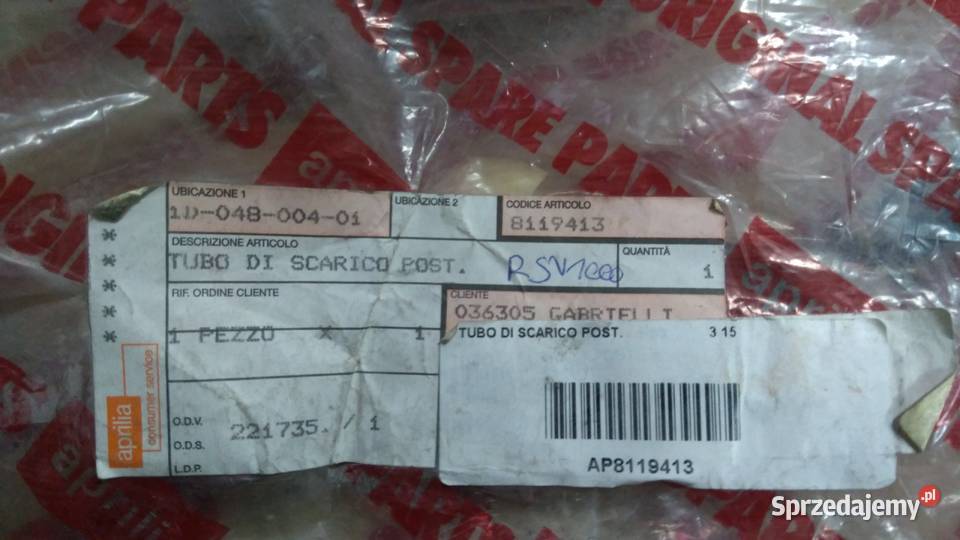 ORIGINAL SPARE PARTS
UBICAZIONE 1
1D-048-004-01
UBICAZIONE 2
CODICE ARTICOLO
8119413
DESCRIZIONE ARTICOLO
TUBO DI SCARICO POST.
RSV1000
QUANTITÀ
1
RIF. ORDINE CLIENTE
1 PEZZO X 1
CLIENTE
036305 GABRIELLI
TUBO DI SCARICO POST. 3 15
AP8119413
O.D.V. 221735. / 1
O.D.S.
L.D.P.
* * * * *
aprilia
consumer service
Sprzedajemy.pl